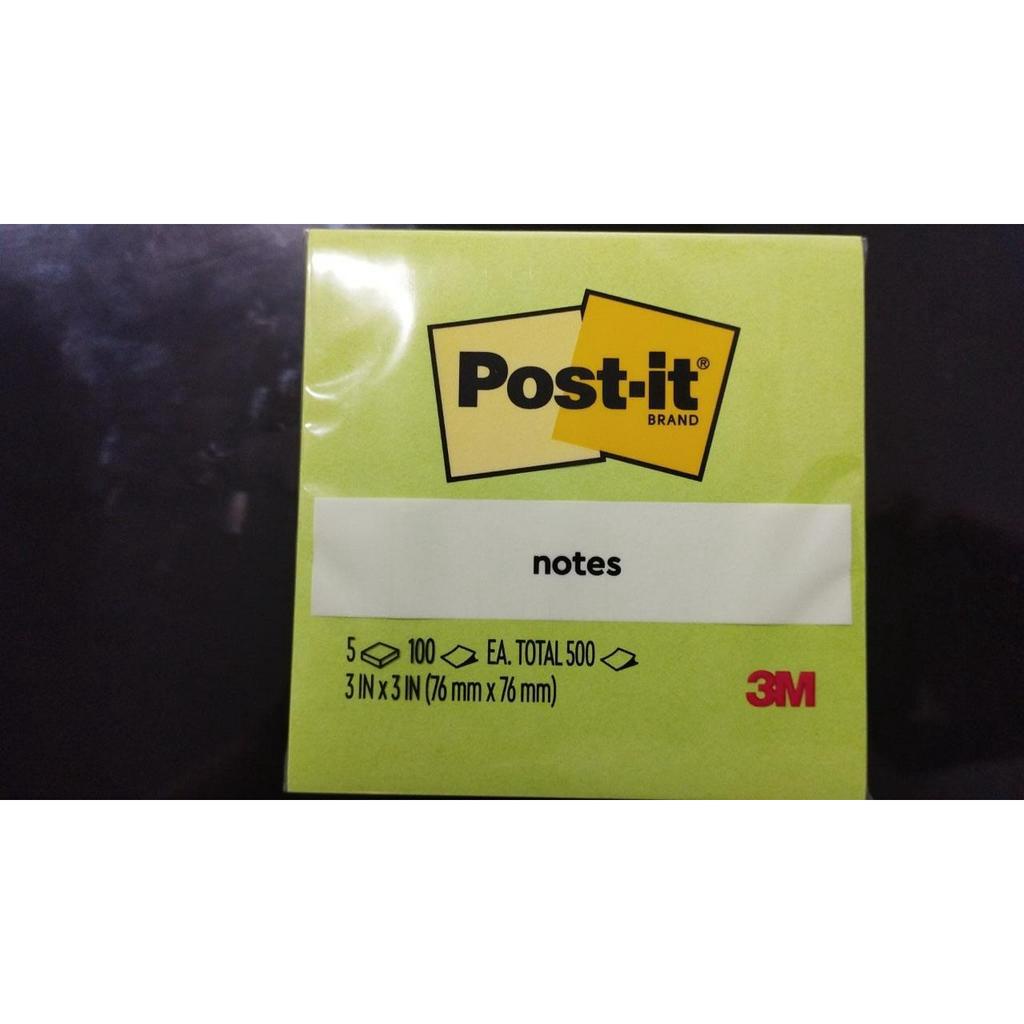 Post-it®
BRAND
notes
5 100 EA. TOTAL 500
3 IN x 3 IN (76 mm x 76 mm)
3M